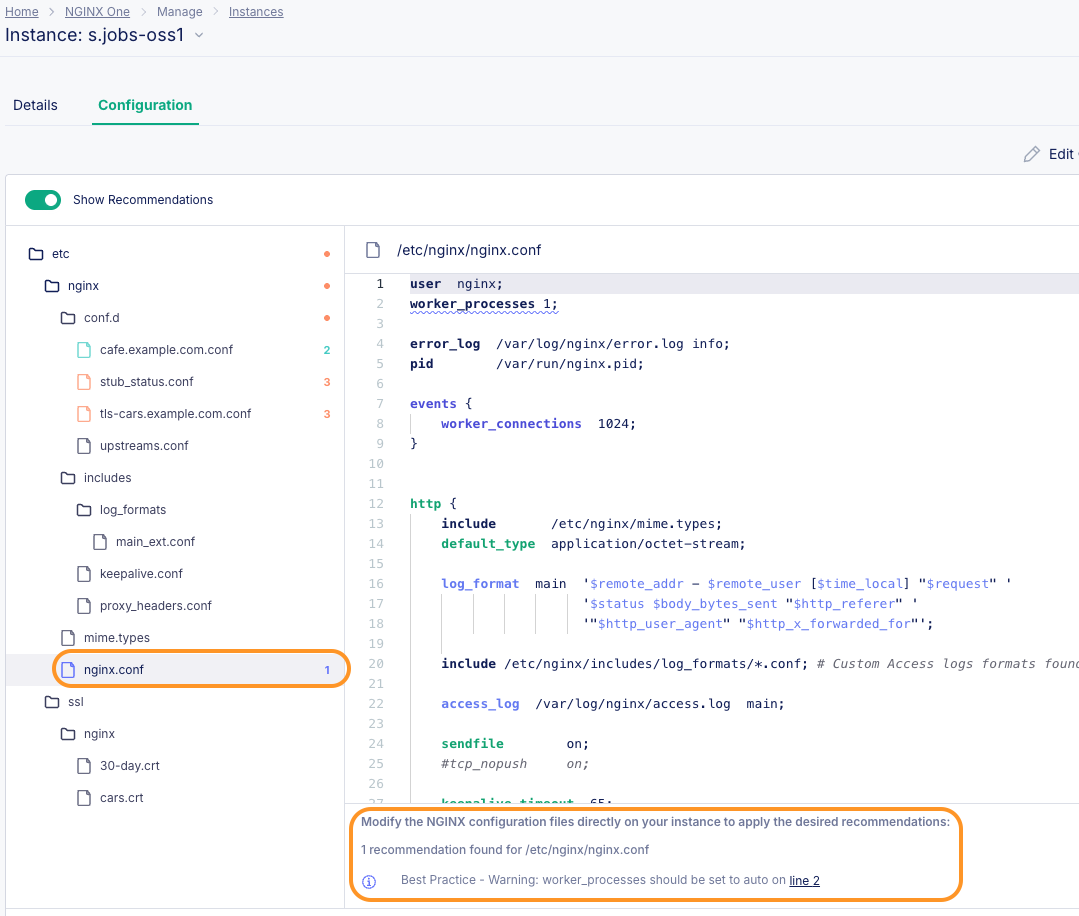 Home > NGINX One > Manage > Instances
Instance: s.jobs-oss1
Details Configuration
Edit
Show Recommendations
etc
nginx
conf.d
cafe.example.com.conf 2
stub_status.conf 3
tls-cars.example.com.conf 3
upstreams.conf
includes
log_formats
main_ext.conf
keepalive.conf
proxy_headers.conf
mime.types
nginx.conf 1
ssl
nginx
30-day.crt
cars.crt
/etc/nginx/nginx.conf
1 user  nginx;
2 worker_processes 1;
3
4 error_log  /var/log/nginx/error.log info;
5 pid        /var/run/nginx.pid;
6
7 events {
8     worker_connections  1024;
9 }
10
11
12 http {
13     include       /etc/nginx/mime.types;
14     default_type  application/octet-stream;
15
16     log_format  main  '$remote_addr - $remote_user [$time_local] "$request" '
17                       '$status $body_bytes_sent "$http_referer" '
18                       '"$http_user_agent" "$http_x_forwarded_for"';
19
20     include /etc/nginx/includes/log_formats/*.conf; # Custom Access logs formats found
21
22     access_log  /var/log/nginx/access.log  main;
23
24     sendfile        on;
25     #tcp_nopush     on;
26
27     keepalive_timeout  65;
Modify the NGINX configuration files directly on your instance to apply the desired recommendations:
1 recommendation found for /etc/nginx/nginx.conf
Best Practice - Warning: worker_processes should be set to auto on line 2